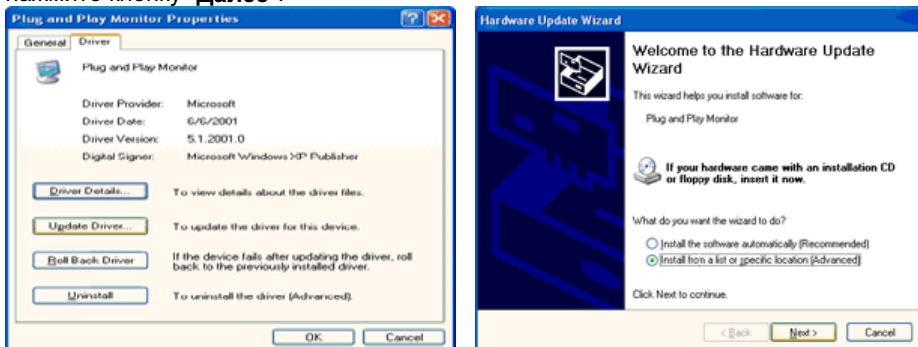 нажмите кнопку "Далее".
Plug and Play Monitor Properties
General Driver
Plug and Play Monitor
Driver Provider: Microsoft
Driver Date: 6/6/2001
Driver Version: 5.1.2001.0
Digital Signer: Microsoft Windows XP Publisher
Driver Details... To view details about the driver files.
Update Driver... To update the driver for this device.
Roll Back Driver If the device fails after updating the driver, roll
back to the previously installed driver.
Uninstall To uninstall the driver (Advanced).
OK Cancel
Hardware Update Wizard
Welcome to the Hardware Update
Wizard
This wizard helps you install software for:
Plug and Play Monitor
If your hardware came with an installation CD
or floppy disk, insert it now.
What do you want the wizard to do?
Install the software automatically (Recommended)
Install from a list or specific location (Advanced)
Click Next to continue.
< Back Next > Cancel